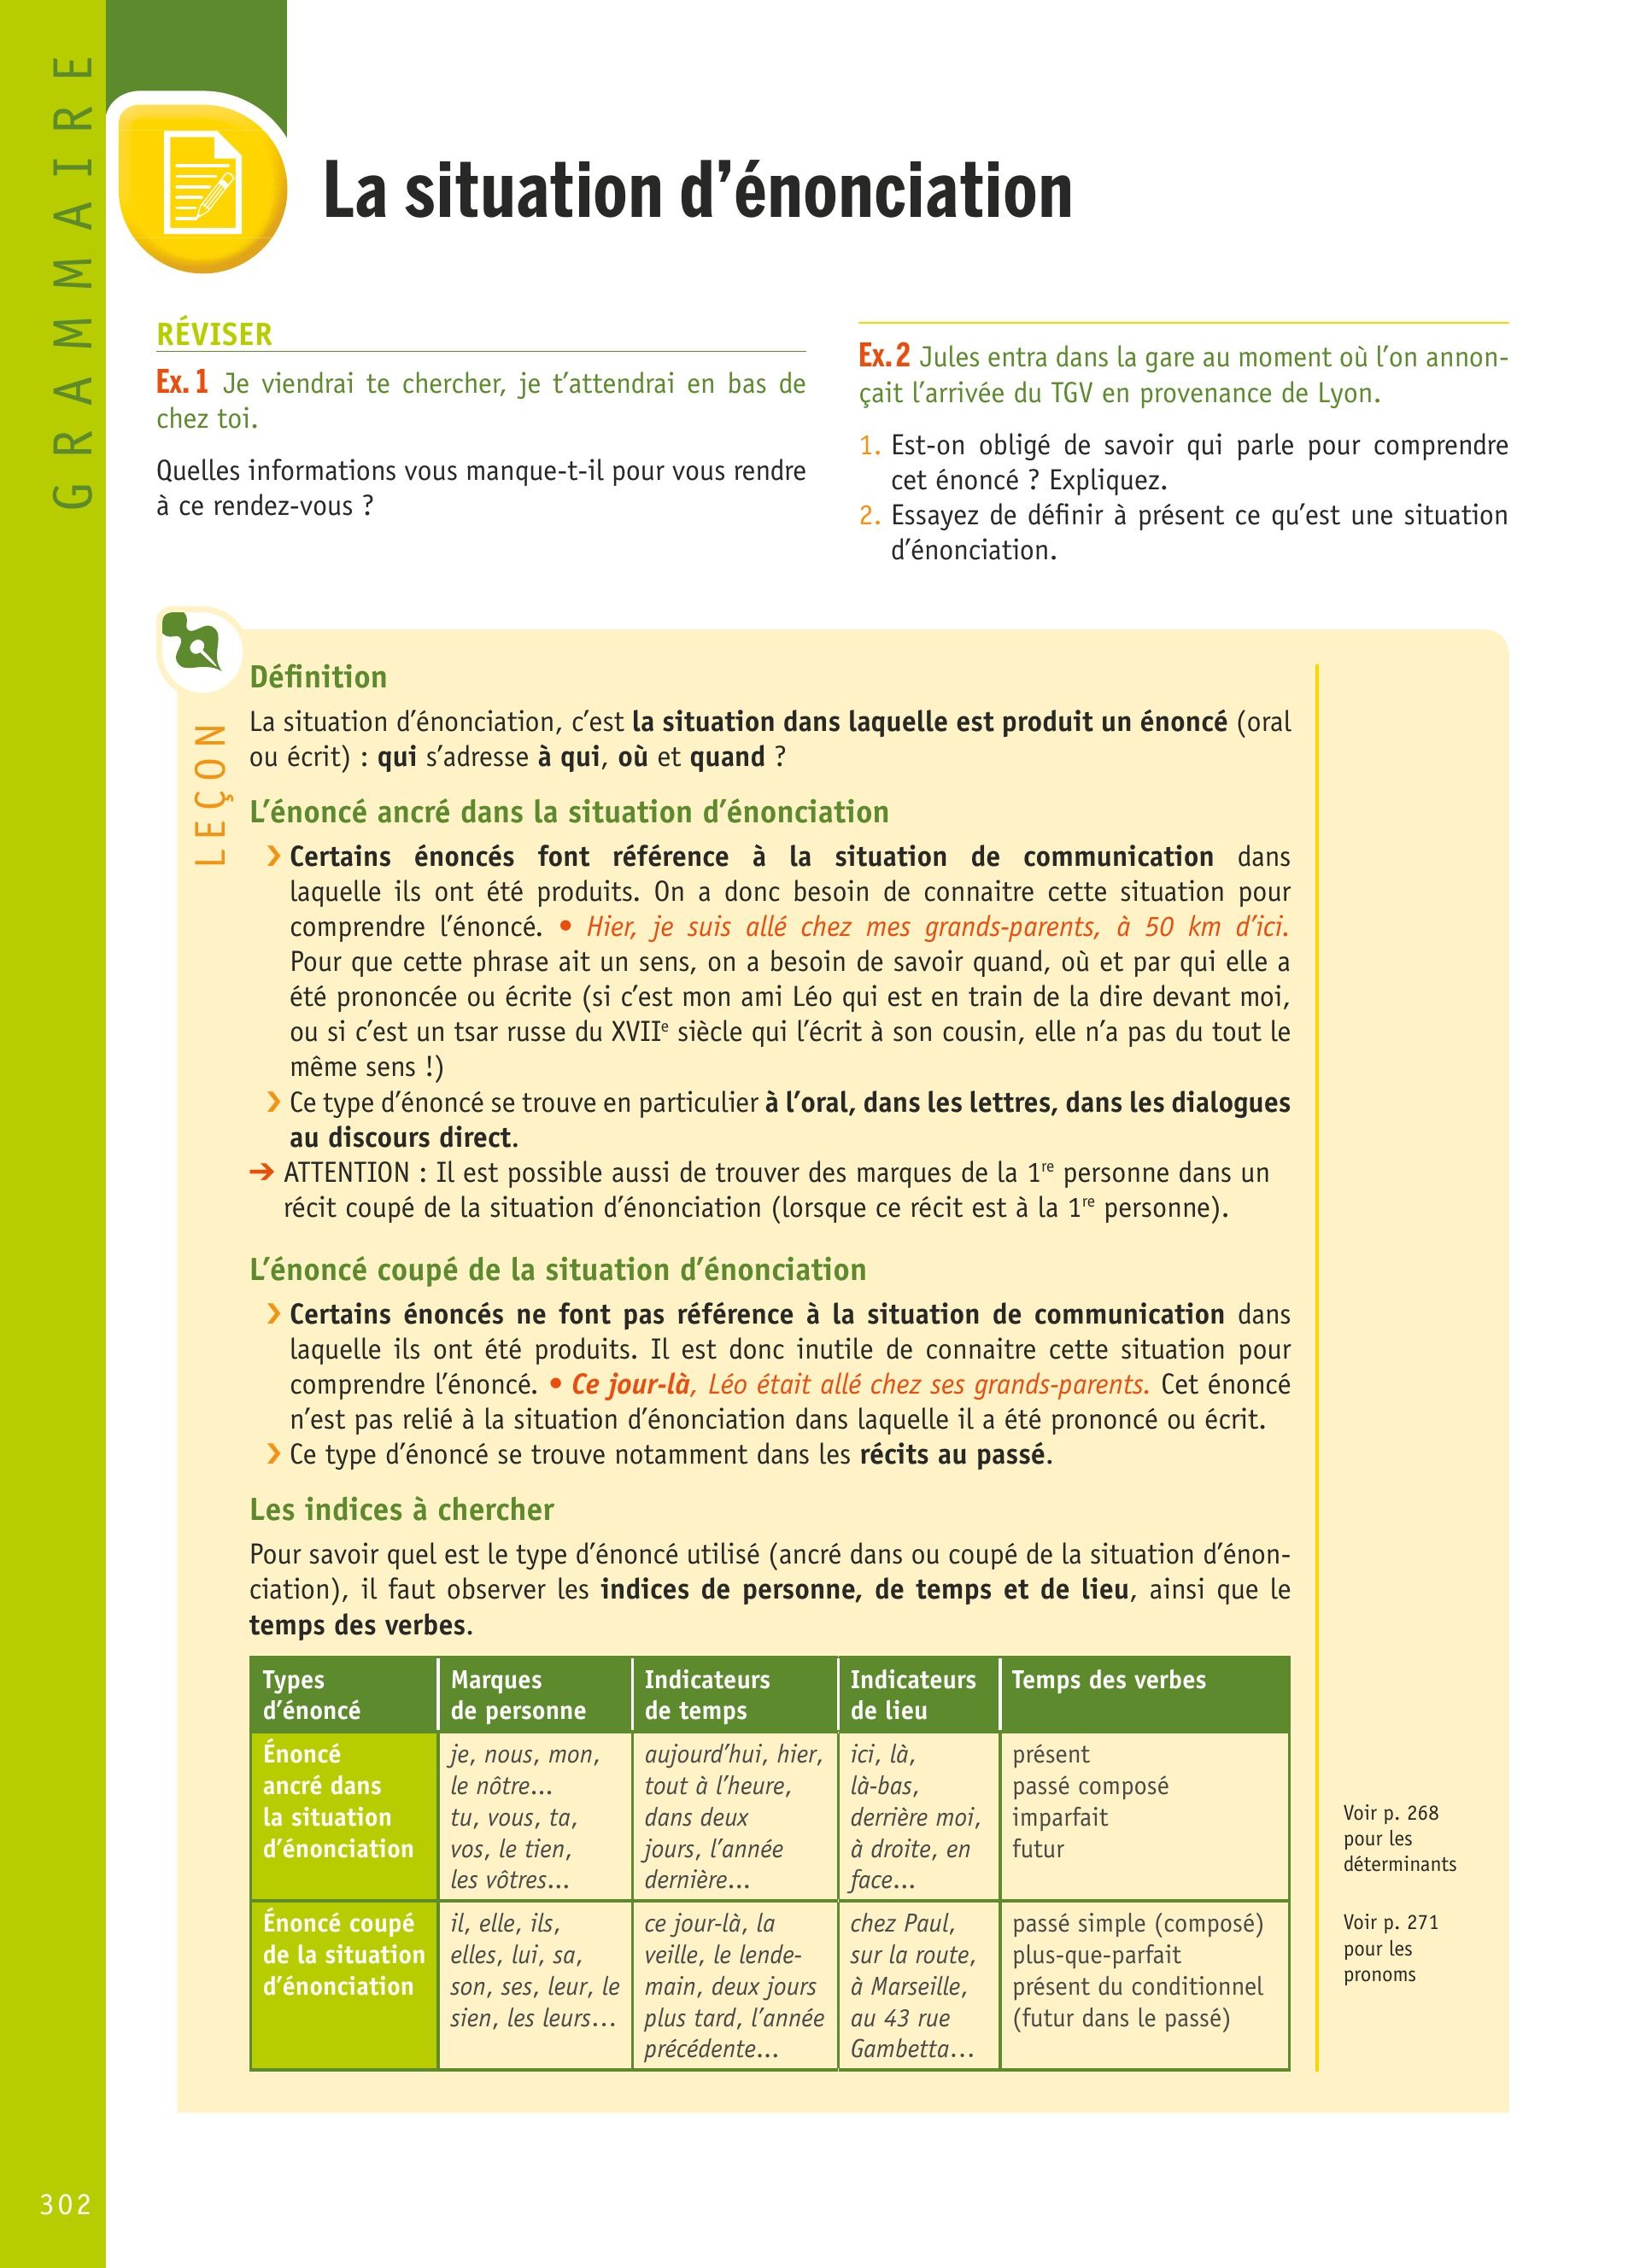 GRAMMAIRE
La situation d’énonciation
RÉVISER
Ex. 1 Je viendrai te chercher, je t’attendrai en bas de
chez toi.
Quelles informations vous manque-t-il pour vous rendre
à ce rendez-vous ?
Ex. 2 Jules entra dans la gare au moment où l’on annon-
çait l’arrivée du TGV en provenance de Lyon.
1. Est-on obligé de savoir qui parle pour comprendre
cet énoncé ? Expliquez.
2. Essayez de définir à présent ce qu’est une situation
d’énonciation.
LEÇON
Définition
La situation d’énonciation, c’est la situation dans laquelle est produit un énoncé (oral
ou écrit) : qui s’adresse à qui, où et quand ?
L’énoncé ancré dans la situation d’énonciation
› Certains énoncés font référence à la situation de communication dans
laquelle ils ont été produits. On a donc besoin de connaitre cette situation pour
comprendre l’énoncé. • Hier, je suis allé chez mes grands-parents, à 50 km d’ici.
Pour que cette phrase ait un sens, on a besoin de savoir quand, où et par qui elle a
été prononcée ou écrite (si c’est mon ami Léo qui est en train de la dire devant moi,
ou si c’est un tsar russe du XVIIe siècle qui l’écrit à son cousin, elle n’a pas du tout le
même sens !)
› Ce type d’énoncé se trouve en particulier à l’oral, dans les lettres, dans les dialogues
au discours direct.
➔ ATTENTION : Il est possible aussi de trouver des marques de la 1re personne dans un
récit coupé de la situation d’énonciation (lorsque ce récit est à la 1re personne).
L’énoncé coupé de la situation d’énonciation
› Certains énoncés ne font pas référence à la situation de communication dans
laquelle ils ont été produits. Il est donc inutile de connaitre cette situation pour
comprendre l’énoncé. • Ce jour-là, Léo était allé chez ses grands-parents. Cet énoncé
n’est pas relié à la situation d’énonciation dans laquelle il a été prononcé ou écrit.
› Ce type d’énoncé se trouve notamment dans les récits au passé.
Les indices à chercher
Pour savoir quel est le type d’énoncé utilisé (ancré dans ou coupé de la situation d’énon-
ciation), il faut observer les indices de personne, de temps et de lieu, ainsi que le
temps des verbes.
Types
d’énoncé
Marques
de personne
Indicateurs
de temps
Indicateurs
de lieu
Temps des verbes
Énoncé
ancré dans
la situation
d’énonciation
je, nous, mon,
le nôtre...
tu, vous, ta,
vos, le tien,
les vôtres...
aujourd’hui, hier,
tout à l’heure,
dans deux
jours, l’année
dernière...
ici, là,
là-bas,
derrière moi,
à droite, en
face...
présent
passé composé
imparfait
futur
Énoncé coupé
de la situation
d’énonciation
il, elle, ils,
elles, lui, sa,
son, ses, leur, le
sien, les leurs...
ce jour-là, la
veille, le lende-
main, deux jours
plus tard, l’année
précédente...
chez Paul,
sur la route,
à Marseille,
au 43 rue
Gambetta...
passé simple (composé)
plus-que-parfait
présent du conditionnel
(futur dans le passé)
Voir p. 268
pour les
déterminants
Voir p. 271
pour les
pronoms
302